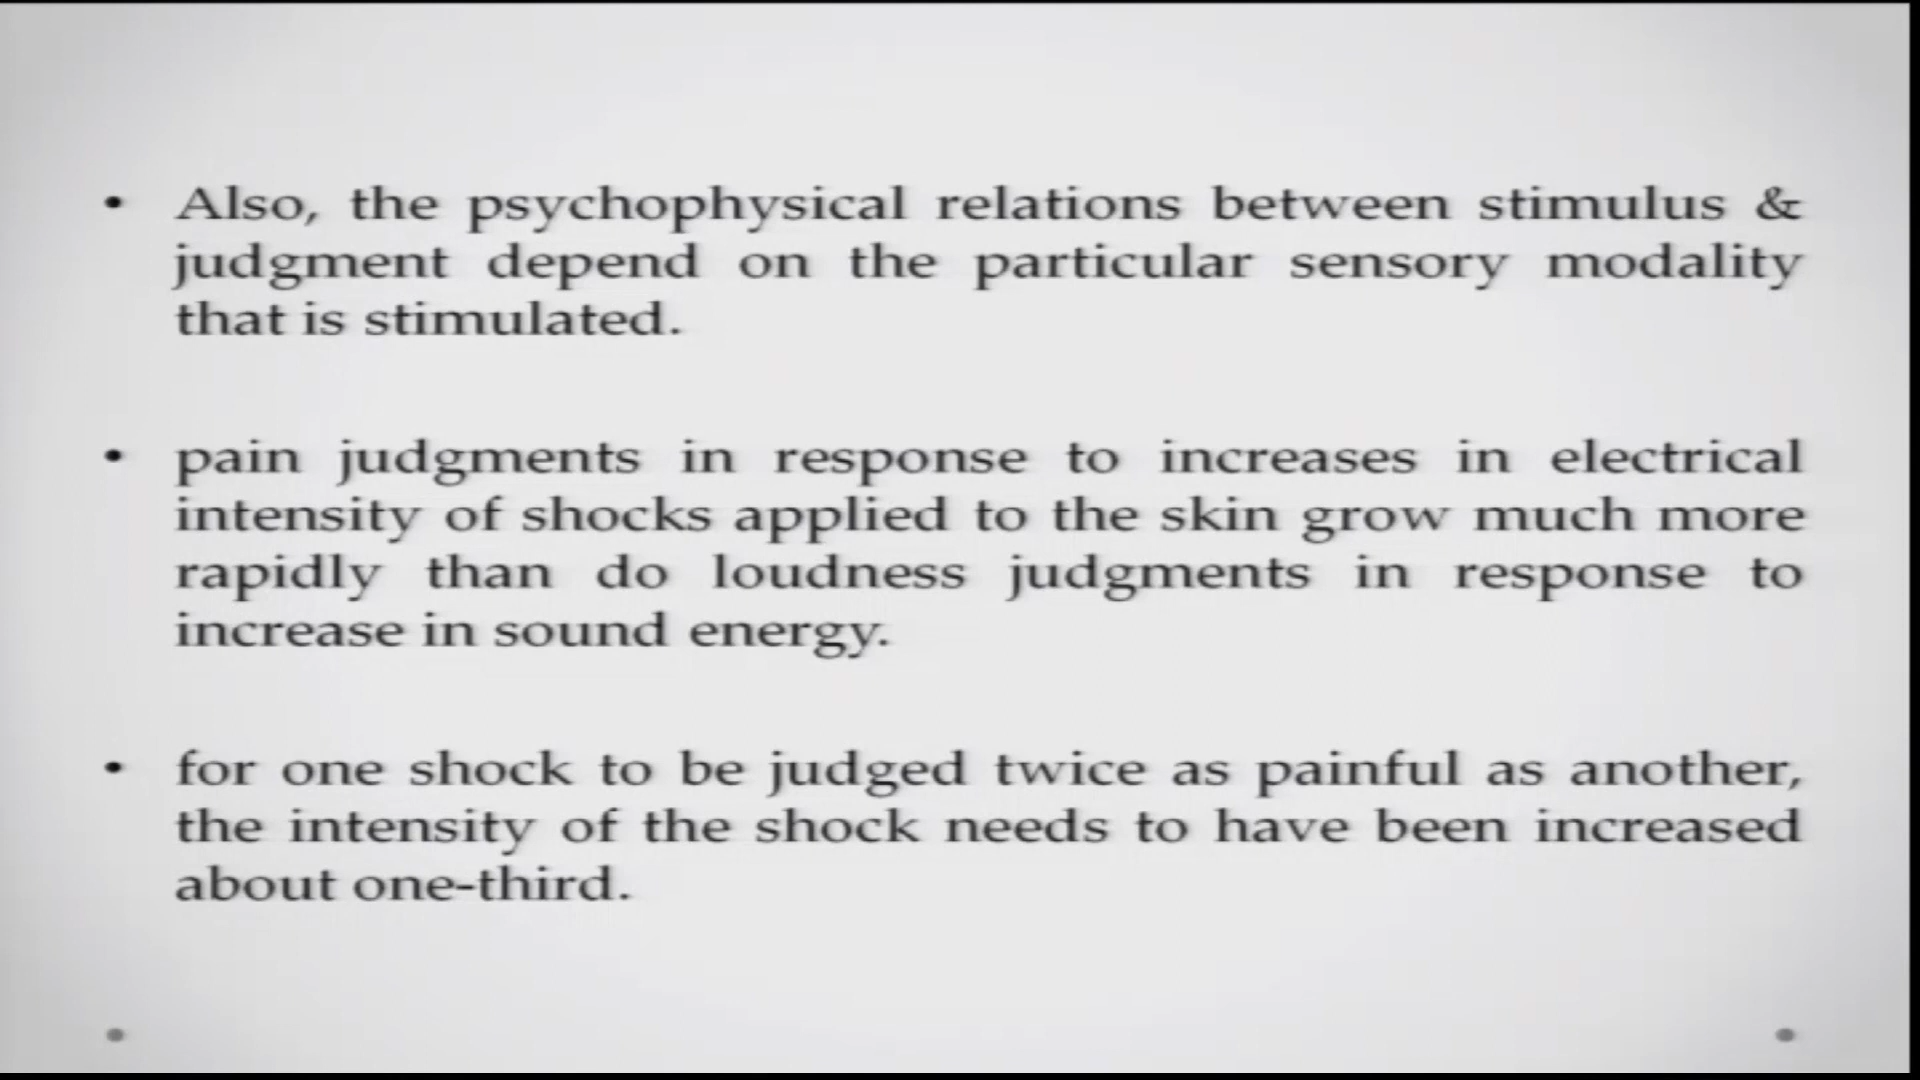 • Also, the psychophysical relations between stimulus &
judgment depend on the particular sensory modality
that is stimulated.
• pain judgments in response to increases in electrical
intensity of shocks applied to the skin grow much more
rapidly than do loudness judgments in response to
increase in sound energy.
• for one shock to be judged twice as painful as another,
the intensity of the shock needs to have been increased
about one-third.